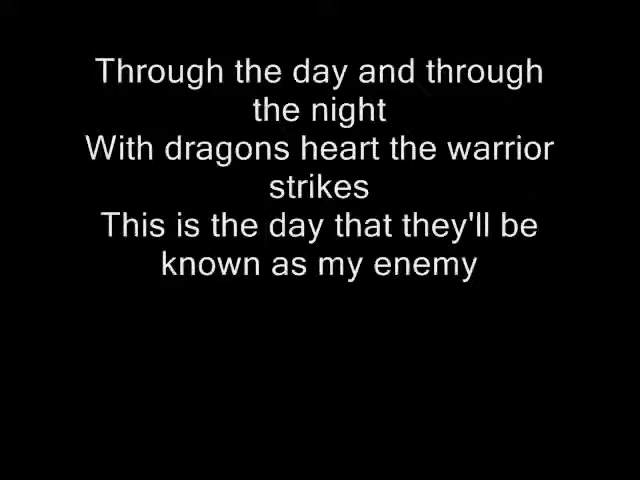 Through the day and through
the night
With dragons heart the warrior
strikes
This is the day that they'll be
known as my enemy